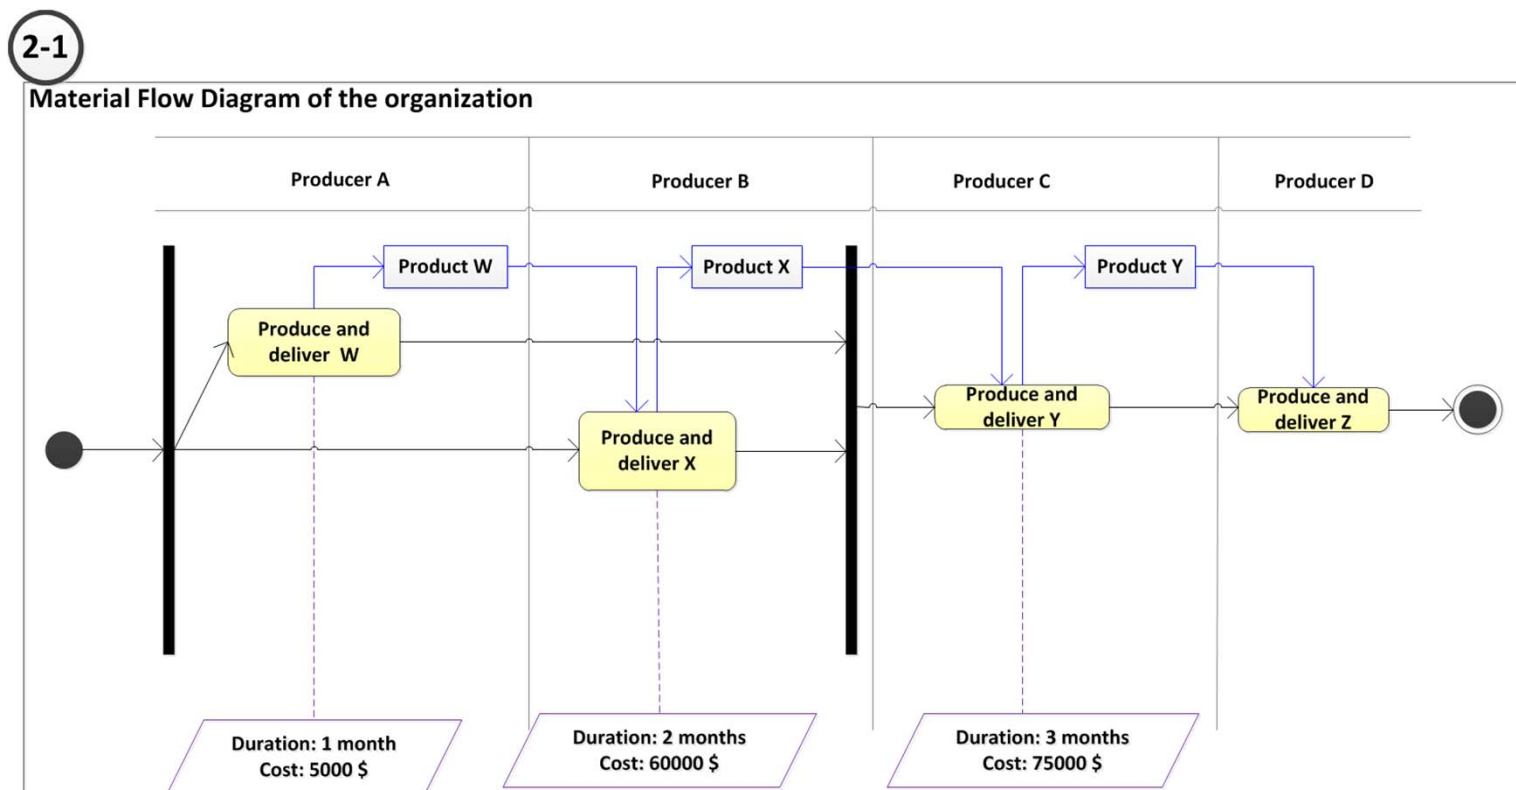 2-1
Material Flow Diagram of the organization
Producer A
Producer B
Producer C
Producer D
Product W
Product X
Product Y
Produce and
deliver W
Produce and
deliver X
Produce and
deliver Y
Produce and
deliver Z
Duration: 1 month
Cost: 5000 $
Duration: 2 months
Cost: 60000 $
Duration: 3 months
Cost: 75000 $